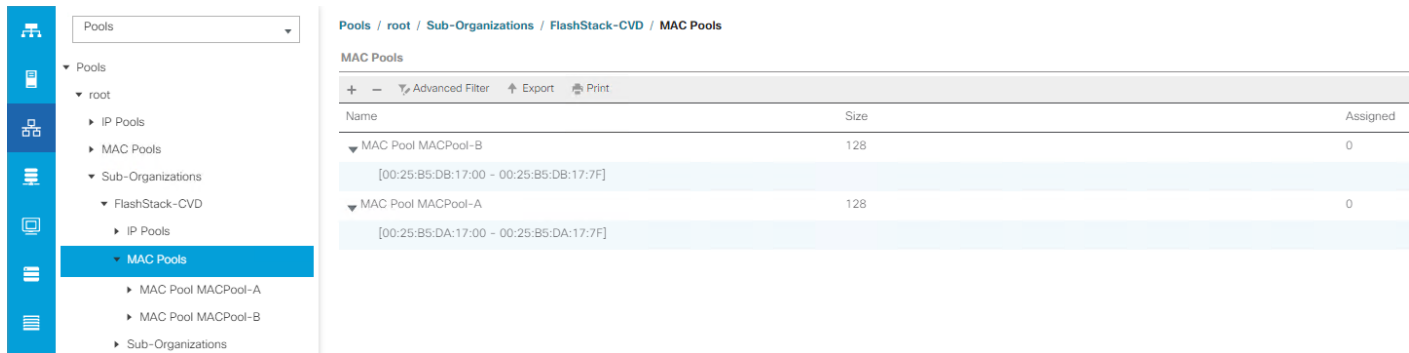 Pools
Pools
root
IP Pools
MAC Pools
Sub-Organizations
FlashStack-CVD
IP Pools
MAC Pools
MAC Pool MACPool-A
MAC Pool MACPool-B
Sub-Organizations
Pools / root / Sub-Organizations / FlashStack-CVD / MAC Pools
MAC Pools
+ − Advanced Filter Export Print
Name Size Assigned
MAC Pool MACPool-B 128 0
[00:25:B5:DB:17:00 - 00:25:B5:DB:17:7F]
MAC Pool MACPool-A 128 0
[00:25:B5:DA:17:00 - 00:25:B5:DA:17:7F]